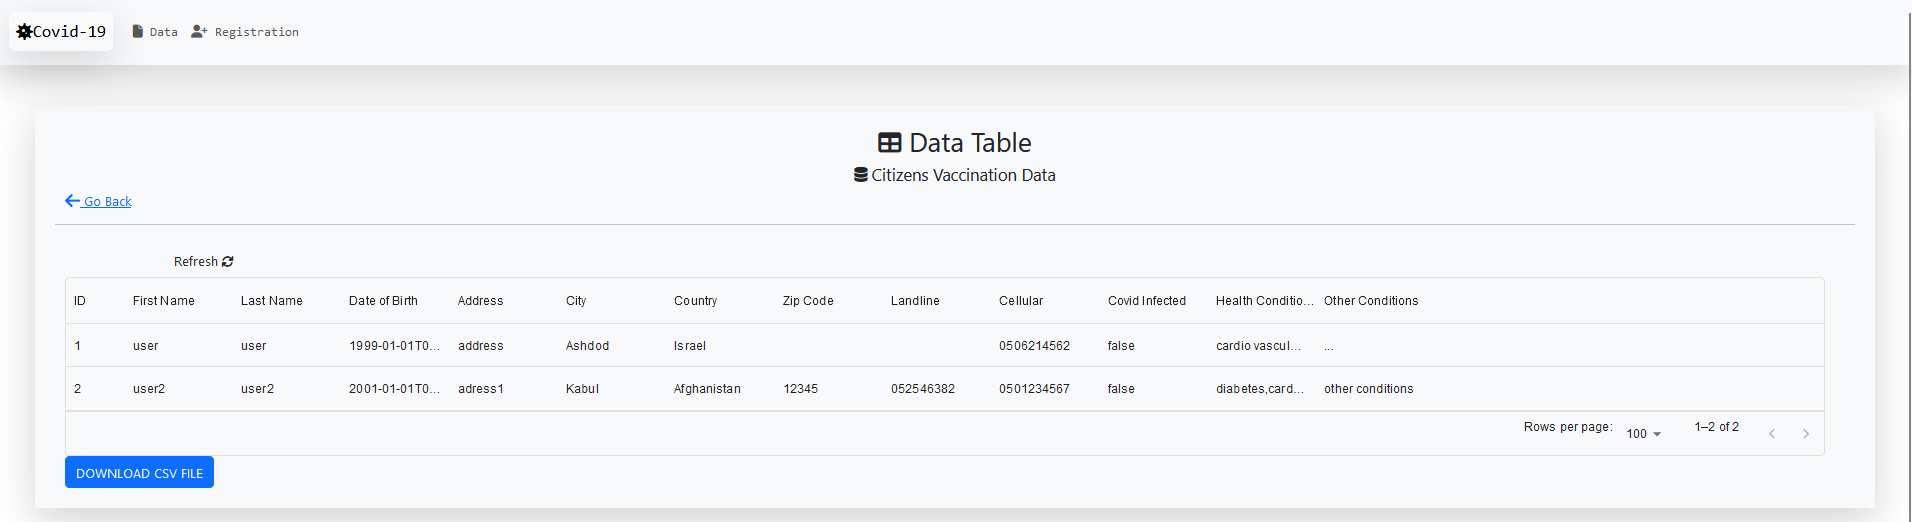 Covid-19 Data Registration
Data Table
Citizens Vaccination Data
Go Back
Refresh
ID First Name Last Name Date of Birth Address City Country Zip Code Landline Cellular Covid Infected Health Conditio... Other Conditions
1 user user 1999-01-01T0... address Ashdod Israel 0506214562 false cardio vascul... ...
2 user2 user2 2001-01-01T0... adress1 Kabul Afghanistan 12345 052546382 0501234567 false diabetes,card... other conditions
Rows per page: 100 1–2 of 2
DOWNLOAD CSV FILE